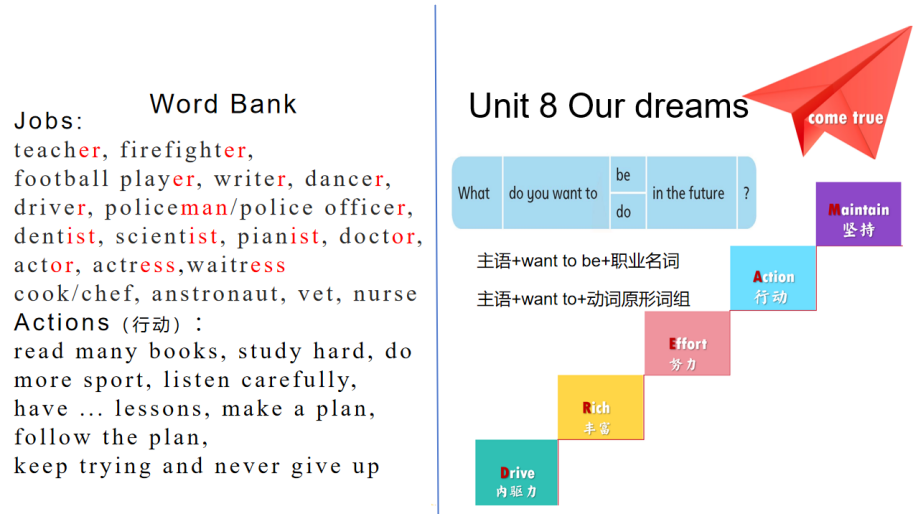 Word Bank
Jobs:
teacher, firefighter,
football player, writer, dancer,
driver, policeman/police officer,
dentist, scientist, pianist, doctor,
actor, actress,waitress
cook/chef, anstronaut, vet, nurse
Actions（行动）:
read many books, study hard, do
more sport, listen carefully,
have ... lessons, make a plan,
follow the plan,
keep trying and never give up
Unit 8 Our dreams
come true
What do you want to be in the future ?
do
主语+want to be+职业名词
主语+want to+动词原形词组
Maintain
坚持
Action
行动
Effort
努力
Rich
丰富
Drive
内驱力